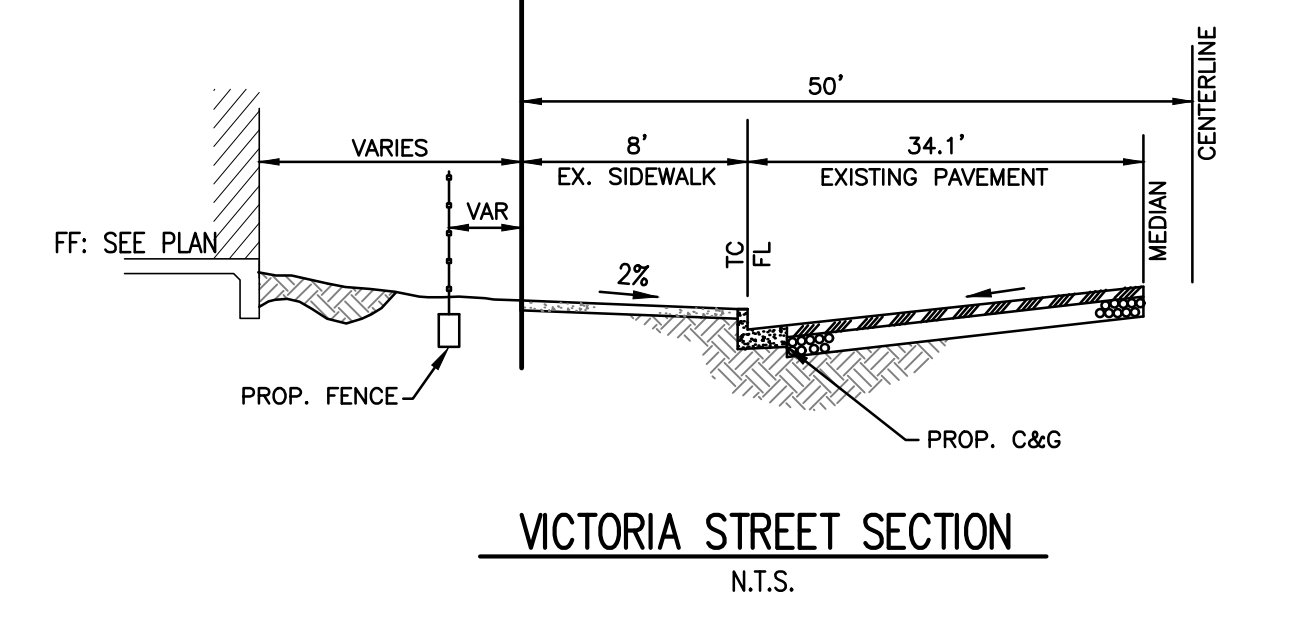 CENTERLINE
50'
VARIES
8'
34.1'
EX. SIDEWALK
EXISTING PAVEMENT
VAR
MEDIAN
FF: SEE PLAN
TC
FL
2%
PROP. FENCE
PROP. C&G
VICTORIA STREET SECTION
N.T.S.